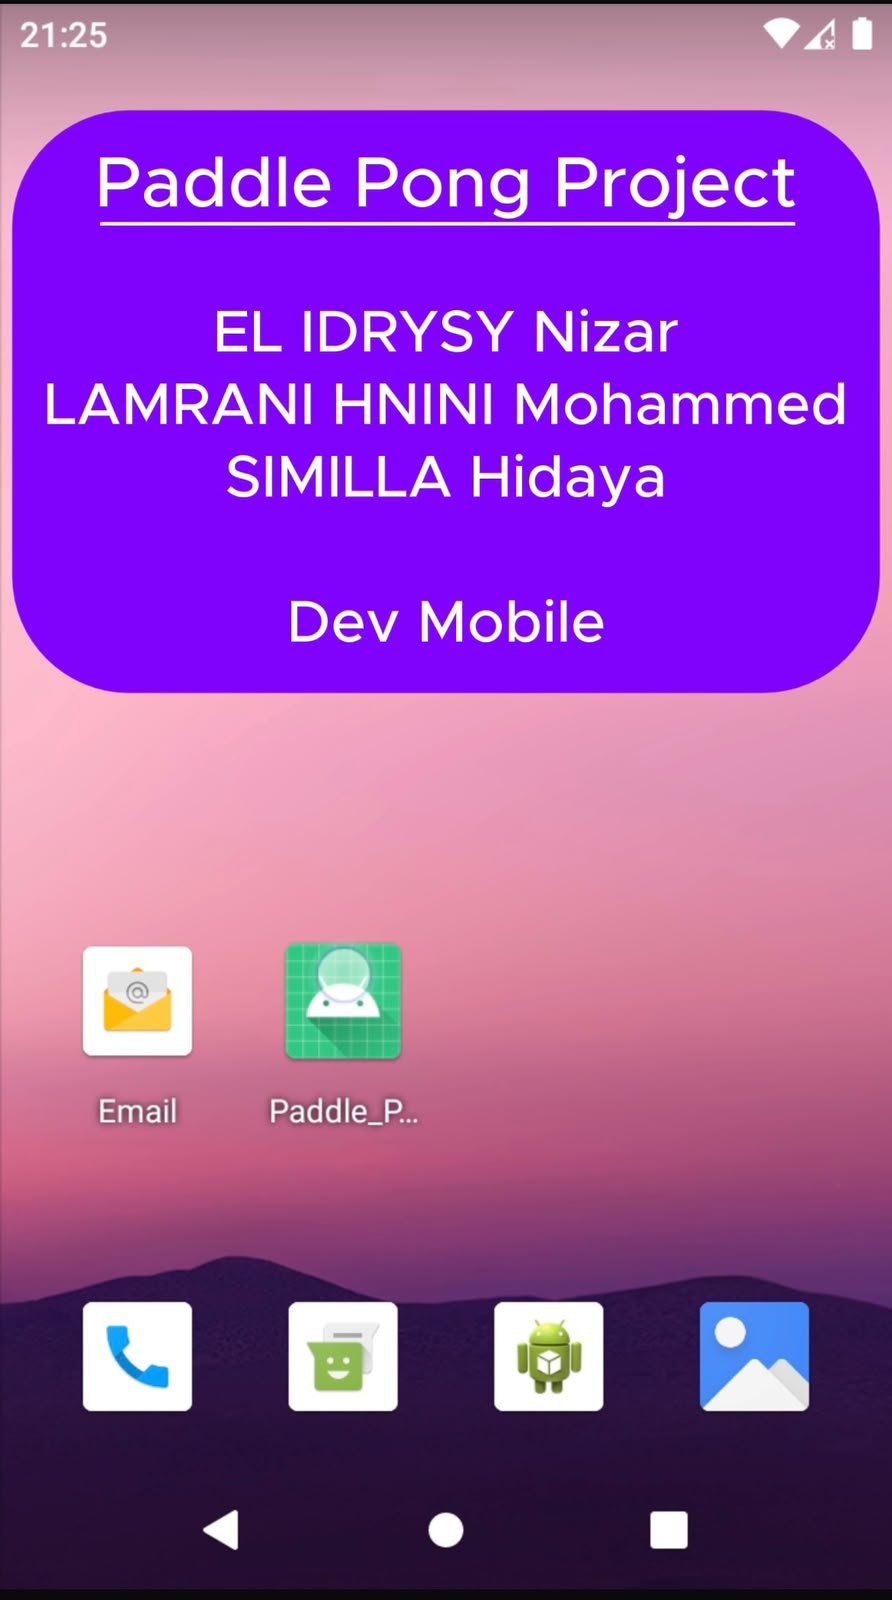 21:25
Paddle Pong Project
EL IDRYSY Nizar
LAMRANI HNINI Mohammed
SIMILLA Hidaya
Dev Mobile
@
Email
Paddle_P...